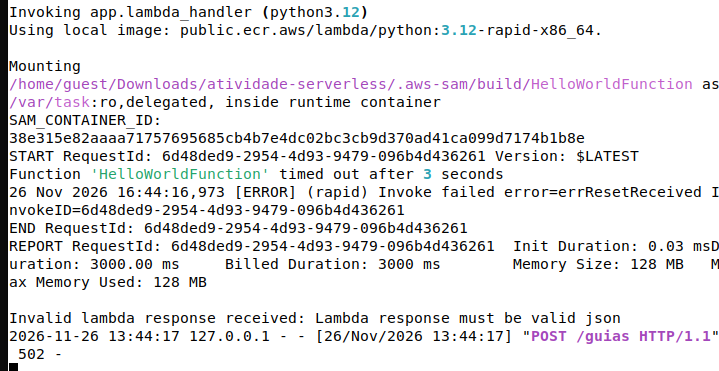 Invoking app.lambda_handler (python3.12)
Using local image: public.ecr.aws/lambda/python:3.12-rapid-x86_64.

Mounting
/home/guest/Downloads/atividade-serverless/.aws-sam/build/HelloWorldFunction as
/var/task:ro,delegated, inside runtime container
SAM_CONTAINER_ID:
38e315e82aaaa71757695685cb4b7e4dc02bc3cb9d370ad41ca099d7174b1b8e
START RequestId: 6d48ded9-2954-4d93-9479-096b4d436261 Version: $LATEST
Function 'HelloWorldFunction' timed out after 3 seconds
26 Nov 2026 16:44:16,973 [ERROR] (rapid) Invoke failed error=errResetReceived I
nvokeID=6d48ded9-2954-4d93-9479-096b4d436261
END RequestId: 6d48ded9-2954-4d93-9479-096b4d436261
REPORT RequestId: 6d48ded9-2954-4d93-9479-096b4d436261  Init Duration: 0.03 msD
uration: 3000.00 ms     Billed Duration: 3000 ms        Memory Size: 128 MB   M
ax Memory Used: 128 MB

Invalid lambda response received: Lambda response must be valid json
2026-11-26 13:44:17 127.0.0.1 - - [26/Nov/2026 13:44:17] "POST /guias HTTP/1.1"
 502 -